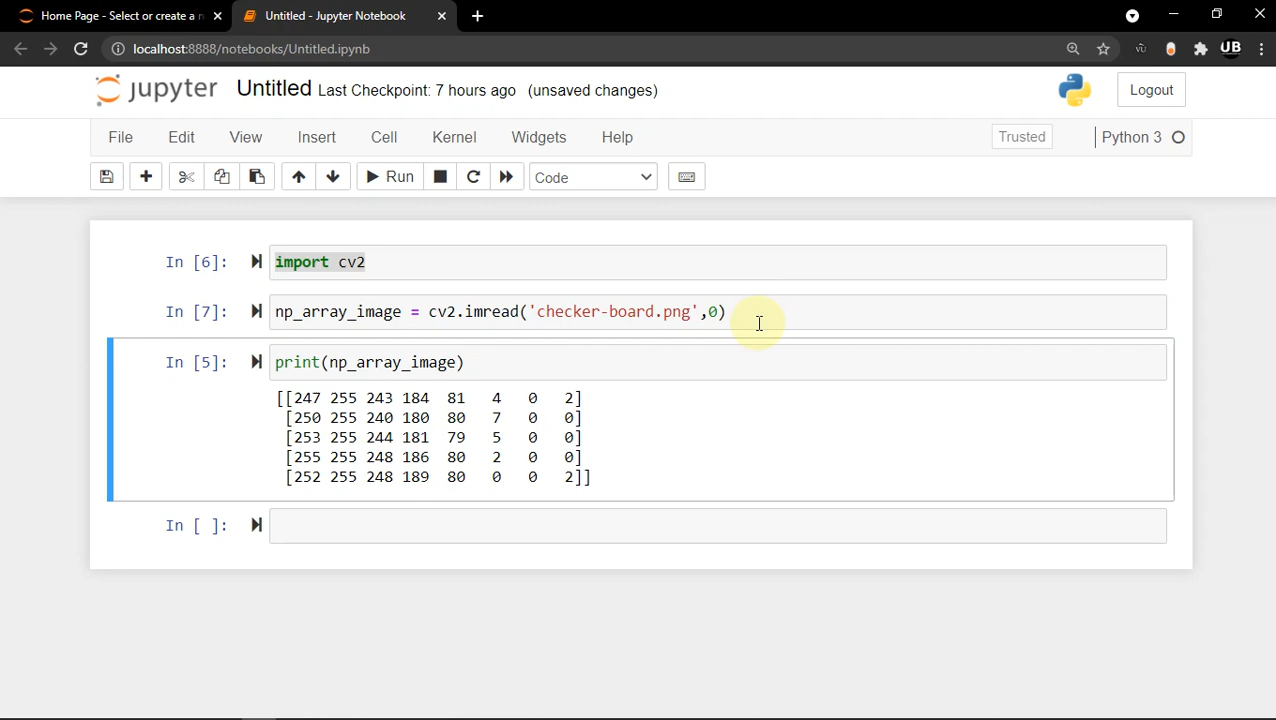 Home Page - Select or create a n
Untitled - Jupyter Notebook
localhost:8888/notebooks/Untitled.ipynb
UB
jupyter
Untitled Last Checkpoint: 7 hours ago (unsaved changes)
Logout
File Edit View Insert Cell Kernel Widgets Help
Trusted
Python 3
Run
Code
In [6]: import cv2
In [7]: np_array_image = cv2.imread('checker-board.png',0)
In [5]: print(np_array_image)
[[247 255 243 184 81 4 0 2]
[250 255 240 180 80 7 0 0]
[253 255 244 181 79 5 0 0]
[255 255 248 186 80 2 0 0]
[252 255 248 189 80 0 0 2]]
In [ ]: